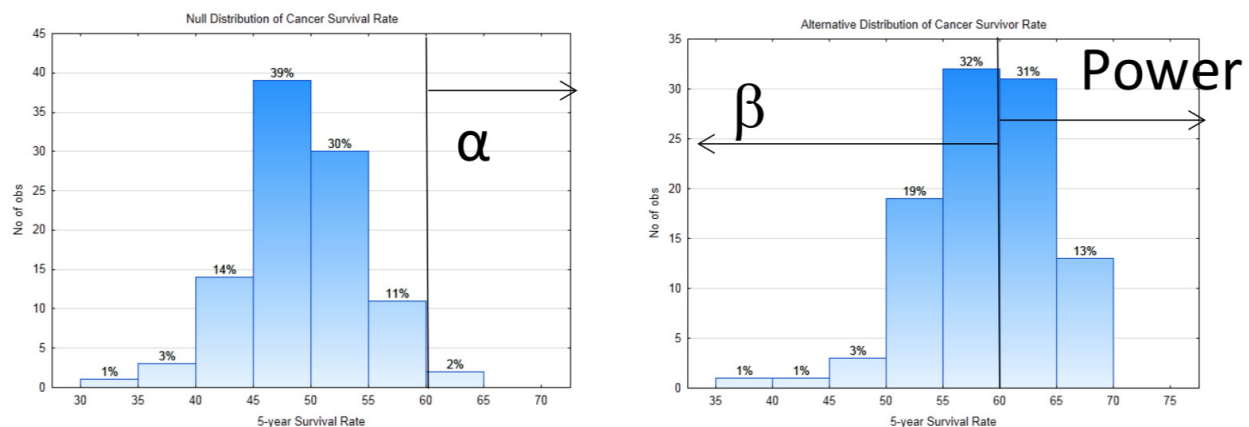 Null Distribution of Cancer Survival Rate
45
40
35
30
25
20
15
10
5
0
No of obs
1%
3%
14%
39%
30%
11%
2%
α
30 35 40 45 50 55 60 65 70
5-year Survival Rate
Alternative Distribution of Cancer Survivor Rate
35
30
25
20
15
10
5
0
No of obs
1%
1%
3%
19%
32%
31%
13%
β
Power
35 40 45 50 55 60 65 70 75
5-year Survival Rate